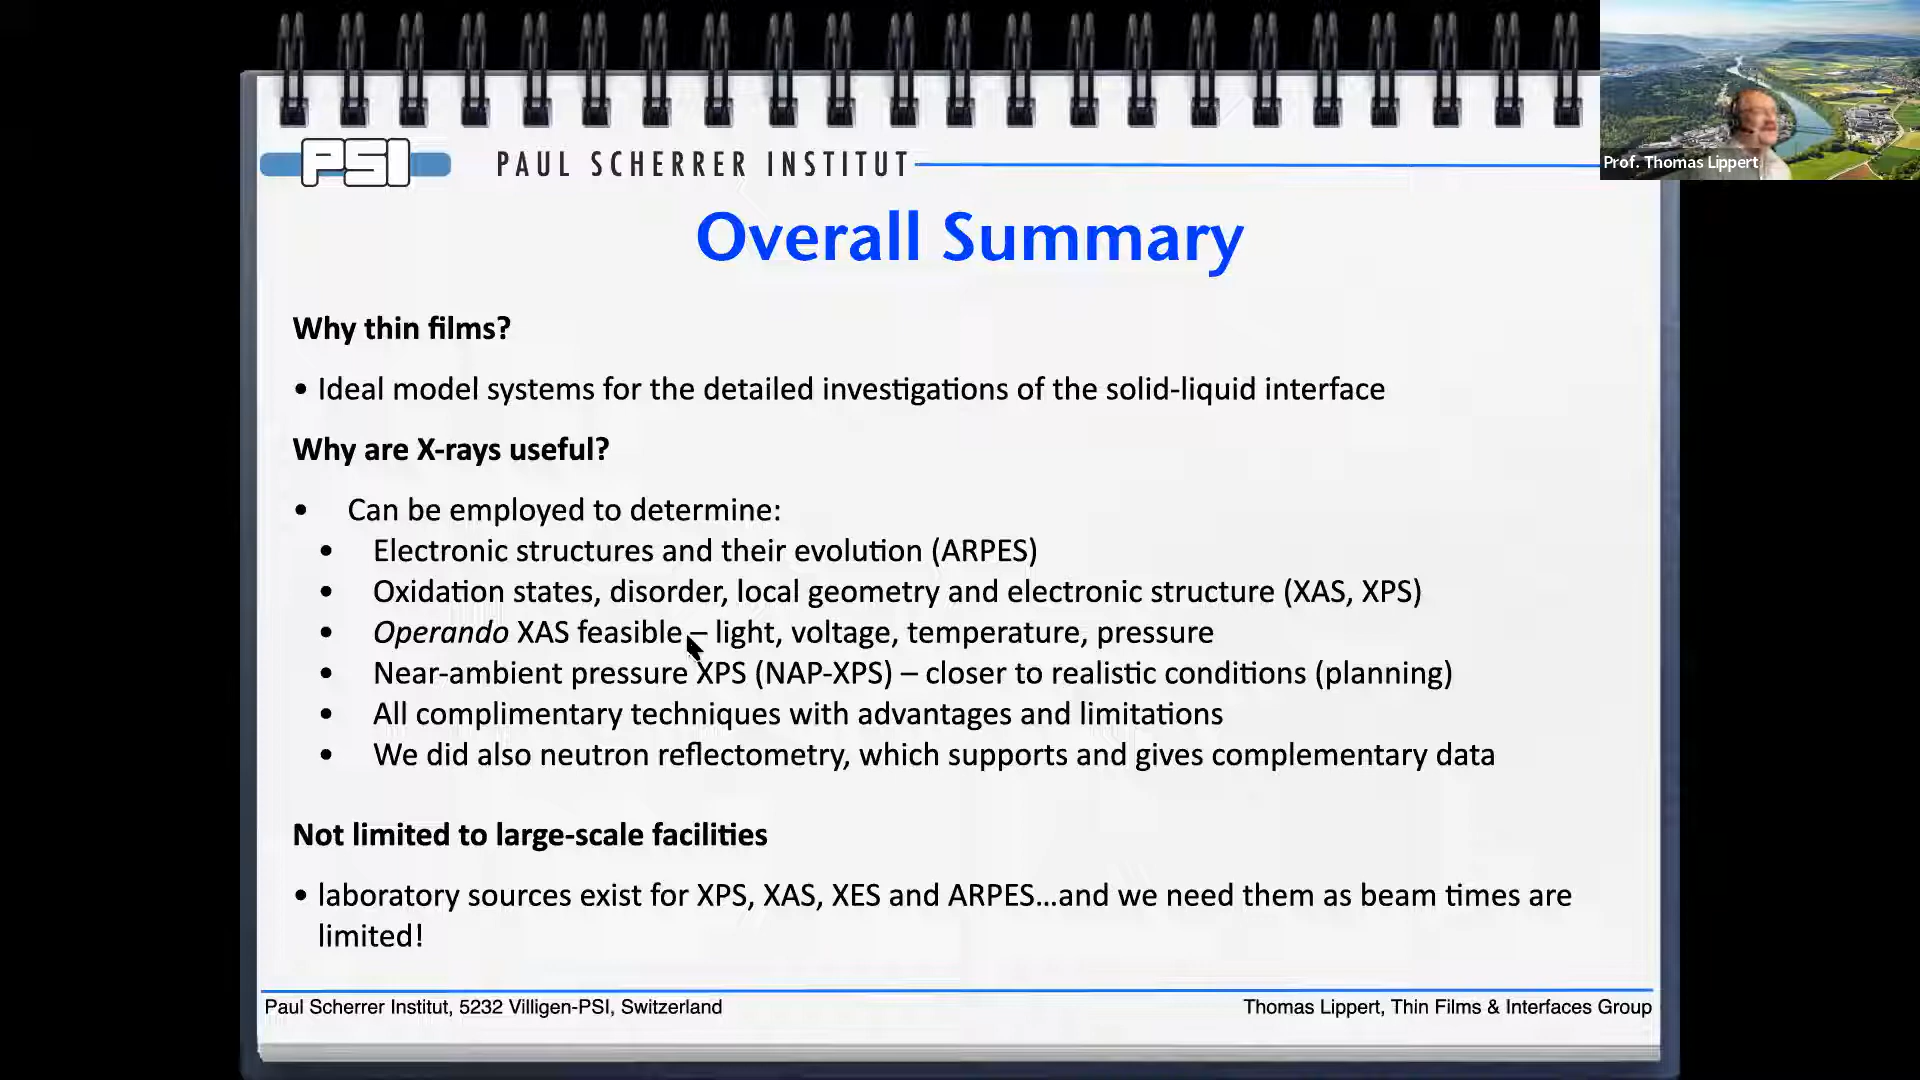 Prof. Thomas Lippert
PSI
PAUL SCHERRER INSTITUT
Overall Summary
Why thin films?
• Ideal model systems for the detailed investigations of the solid-liquid interface
Why are X-rays useful?
• Can be employed to determine:
• Electronic structures and their evolution (ARPES)
• Oxidation states, disorder, local geometry and electronic structure (XAS, XPS)
• Operando XAS feasible – light, voltage, temperature, pressure
• Near-ambient pressure XPS (NAP-XPS) – closer to realistic conditions (planning)
• All complimentary techniques with advantages and limitations
• We did also neutron reflectometry, which supports and gives complementary data
Not limited to large-scale facilities
• laboratory sources exist for XPS, XAS, XES and ARPES...and we need them as beam times are
limited!
Paul Scherrer Institut, 5232 Villigen-PSI, Switzerland
Thomas Lippert, Thin Films & Interfaces Group